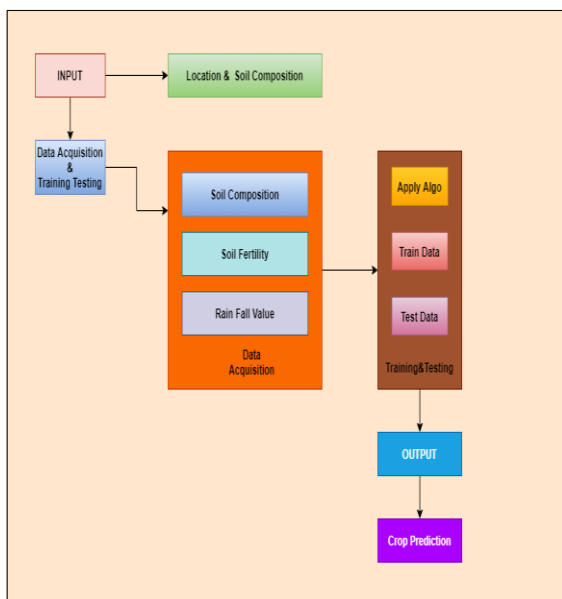 INPUT
Location & Soil Composition
Data Acquisition
&
Training Testing
Soil Composition
Soil Fertility
Rain Fall Value
Data
Acquisition
Apply Algo
Train Data
Test Data
Training&Testing
OUTPUT
Crop Prediction